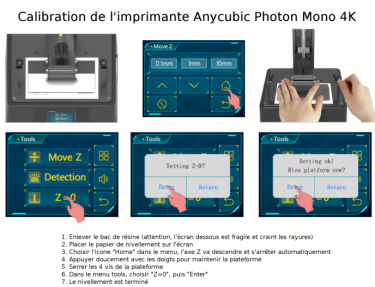 Calibration de l'imprimante Anycubic Photon Mono 4K
Move Z
0.1mm 1mm 10mm
Tools
Move Z
Detection
Z=0
Tools
Setting Z=0?
Enter Return
Tools
Setting ok!
Rise platform now?
Enter Return
1. Enlever le bac de résine (attention, l'écran dessous est fragile et craint les rayures)
2. Placer le papier de nivellement sur l'écran
3. Choisir l'icone "Home" dans le menu, l'axe Z va descendre et s'arrêter automatiquement
4. Appuyer doucement avec les doigts pour maintenir la plateforme
5. Serrer les 4 vis de la plateforme
6. Dans le menu tools, choisir "Z=0", puis "Enter"
7. Le nivellement est terminé